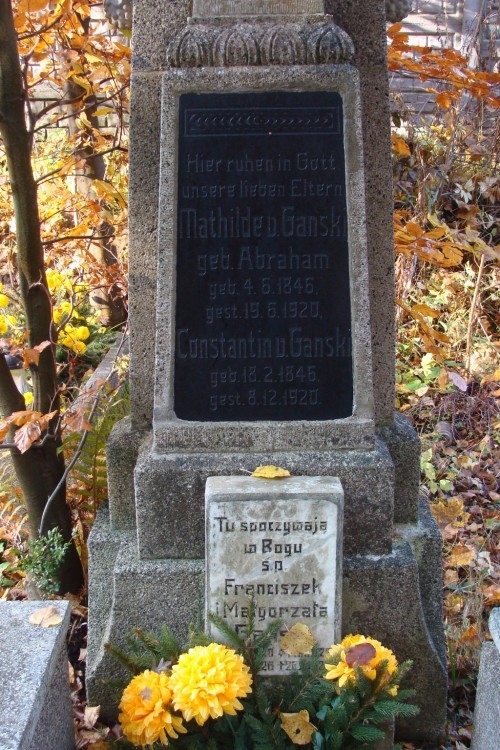 Hier ruhen in Gott
unsere lieben Eltern
Mathilde v. Ganski
geb. Abraham
geb. 4. 6. 1846,
gest. 19. 6. 1920.
Constantin v. Ganski
geb. 18. 2. 1846,
gest. 8. 12. 1920.
Tu spoczywają
w Bogu
ś.p.
Franciszek
i Małgorzata